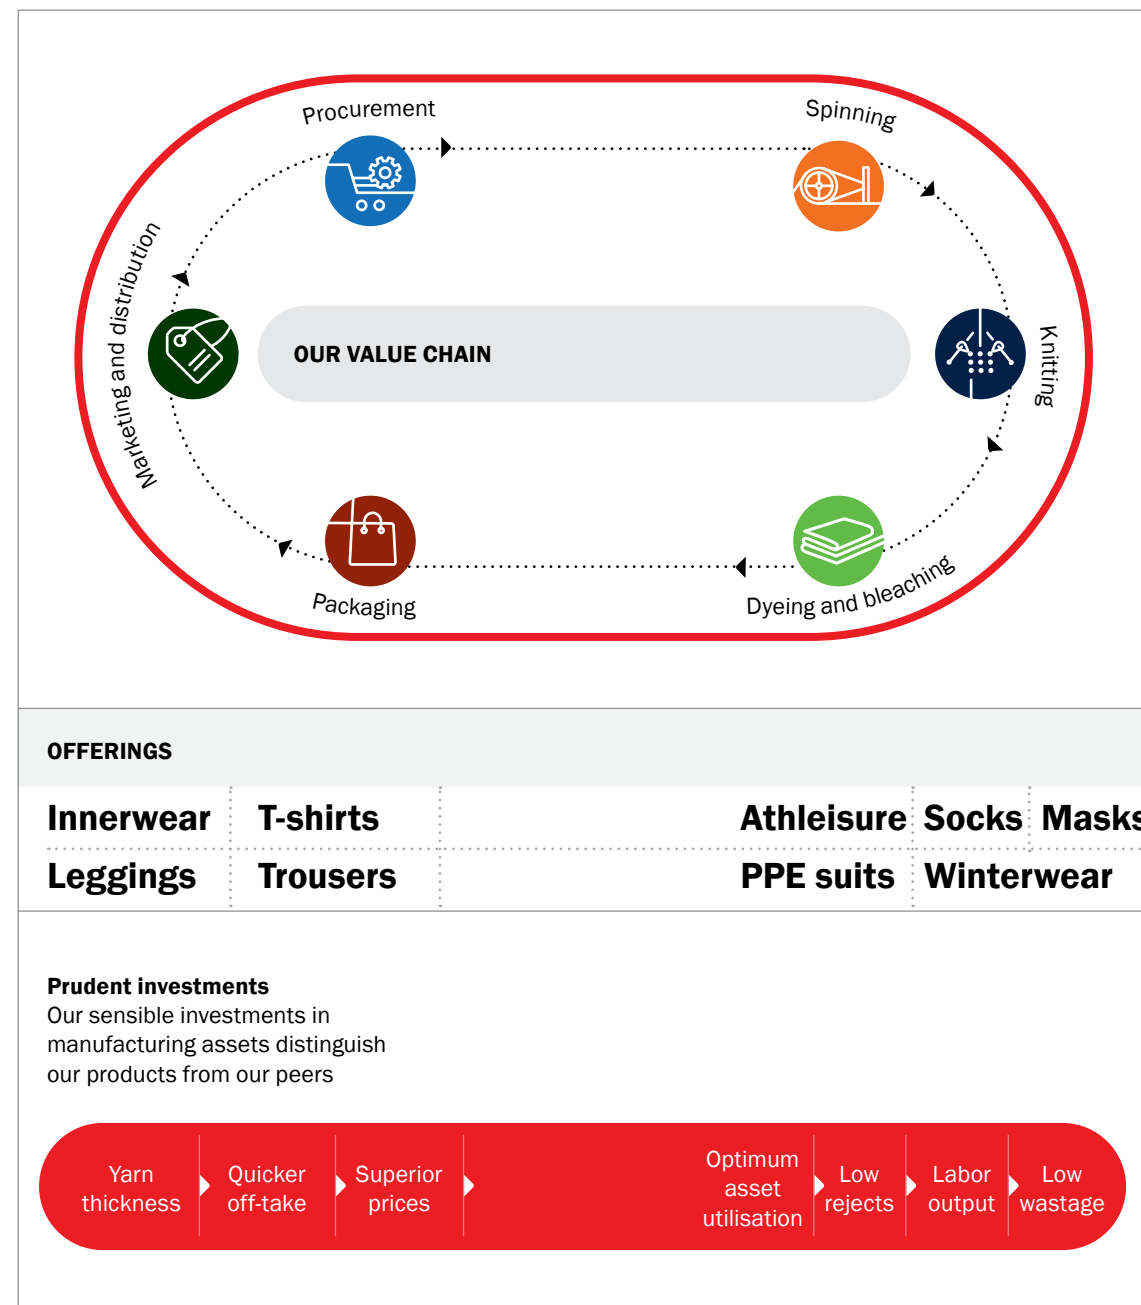 Procurement
Spinning
Knitting
Marketing and distribution
OUR VALUE CHAIN
Packaging
Dyeing and bleaching
OFFERINGS
Innerwear T-shirts Athleisure Socks Masks
Leggings Trousers PPE suits Winterwear
Prudent investments
Our sensible investments in
manufacturing assets distinguish
our products from our peers
Yarn
thickness
Quicker
off-take
Superior
prices
Optimum
asset
utilisation
Low
rejects
Labor
output
Low
wastage